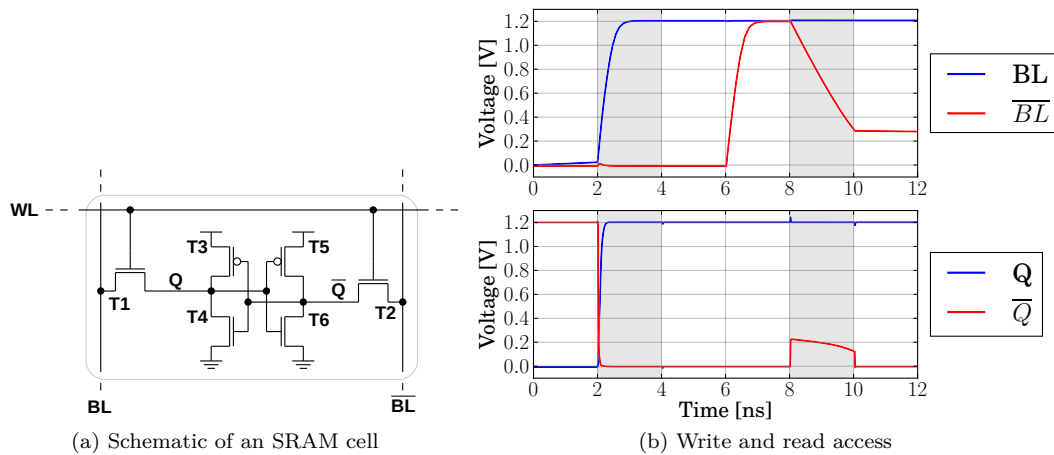 WL
T3
T5
Q
Q̅
T1
T4
T6
T2
BL
B̅L̅
(a) Schematic of an SRAM cell
Voltage [V]
1.2
1.0
0.8
0.6
0.4
0.2
0.0
0 2 4 6 8 10 12
BL
B̅L̅
Voltage [V]
1.2
1.0
0.8
0.6
0.4
0.2
0.0
0 2 4 6 8 10 12
Time [ns]
Q
Q̅
(b) Write and read access